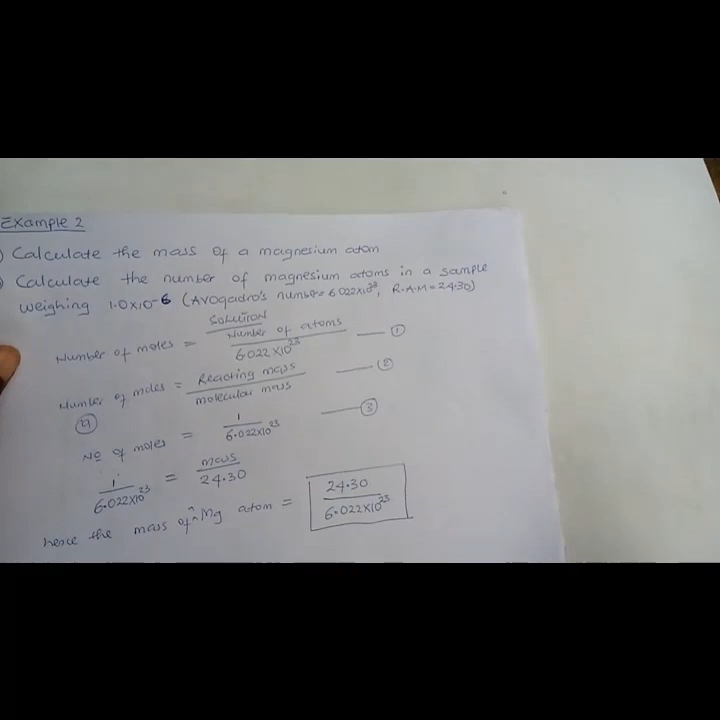 Example 2
) Calculate the mass of a magnesium atom
) Calculate the number of magnesium atoms in a sample
weighing 1.0x10-6 (Avogadro's number=6.022x10²³, R.A.M=24.30)
Solution
Number of moles = Number of atoms / 6.022x10²³ — ①
Number of moles = Reacting mass / molecular mass — ②
No of moles = 1 / 6.022x10²³ — ③
1 / 6.022x10²³ = mass / 24.30
hence the mass of ^ Mg atom = 24.30 / 6.022x10²³